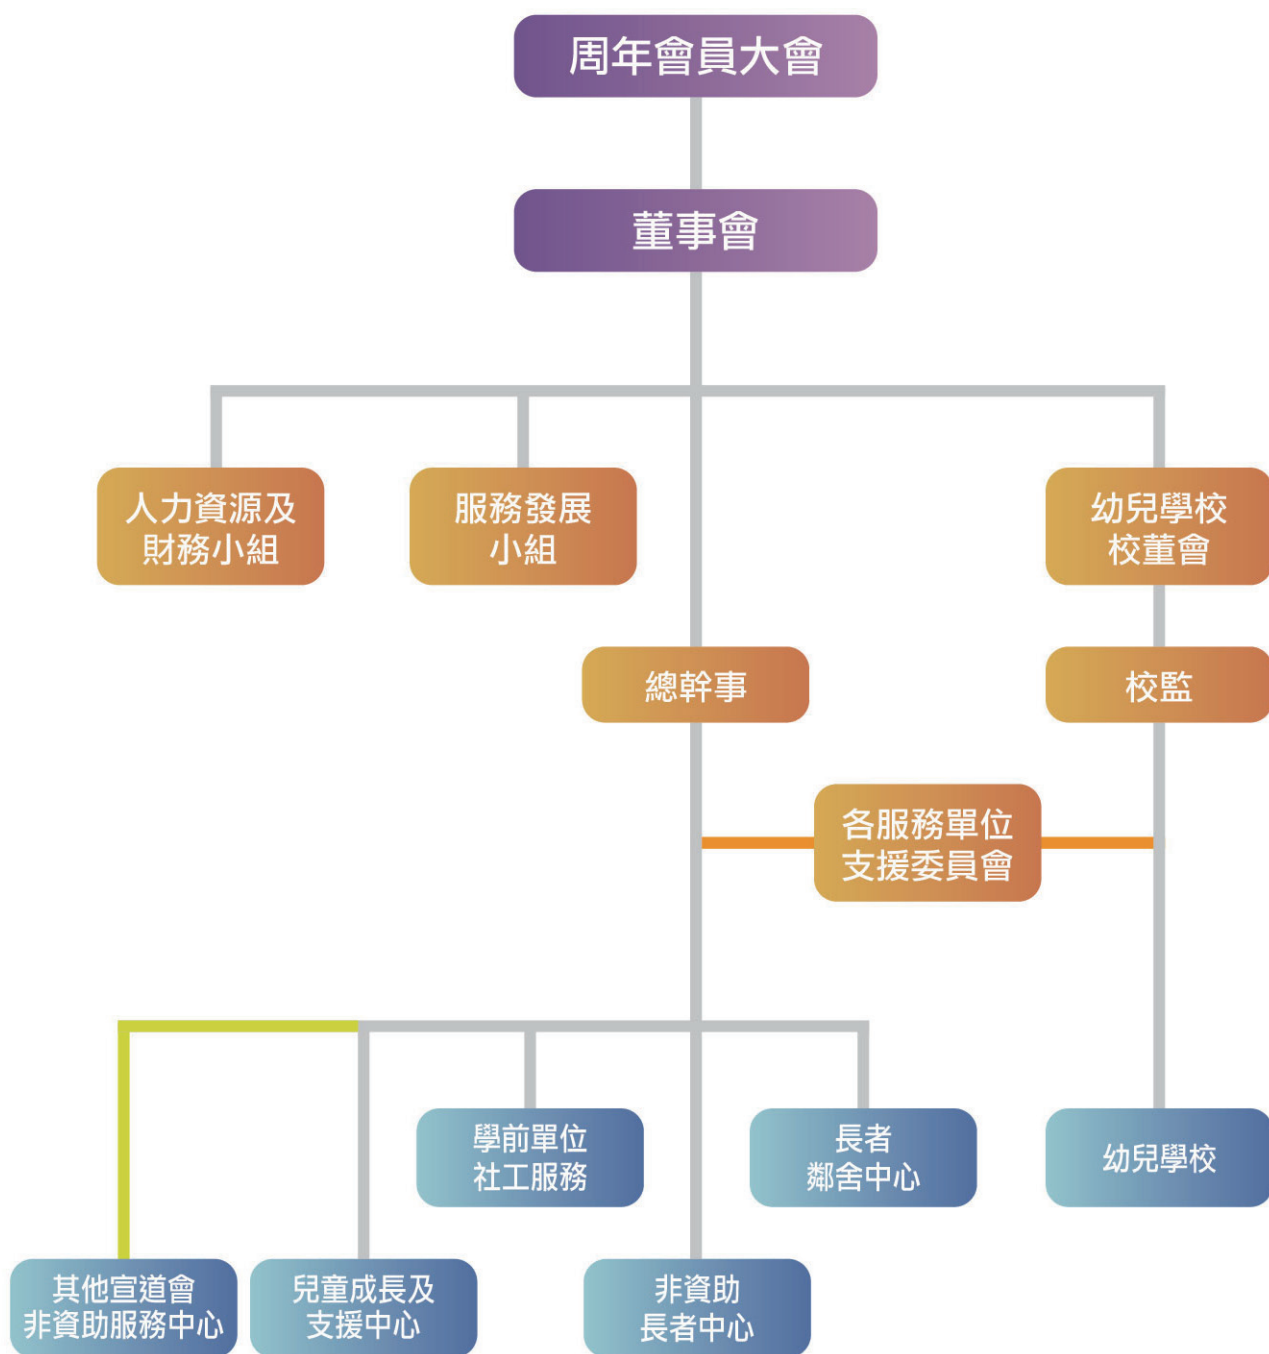 周年會員大會
董事會
人力資源及
財務小組
服務發展
小組
幼兒學校
校董會
總幹事
校監
各服務單位
支援委員會
學前單位
社工服務
長者
鄰舍中心
幼兒學校
其他宣道會
非資助服務中心
兒童成長及
支援中心
非資助
長者中心